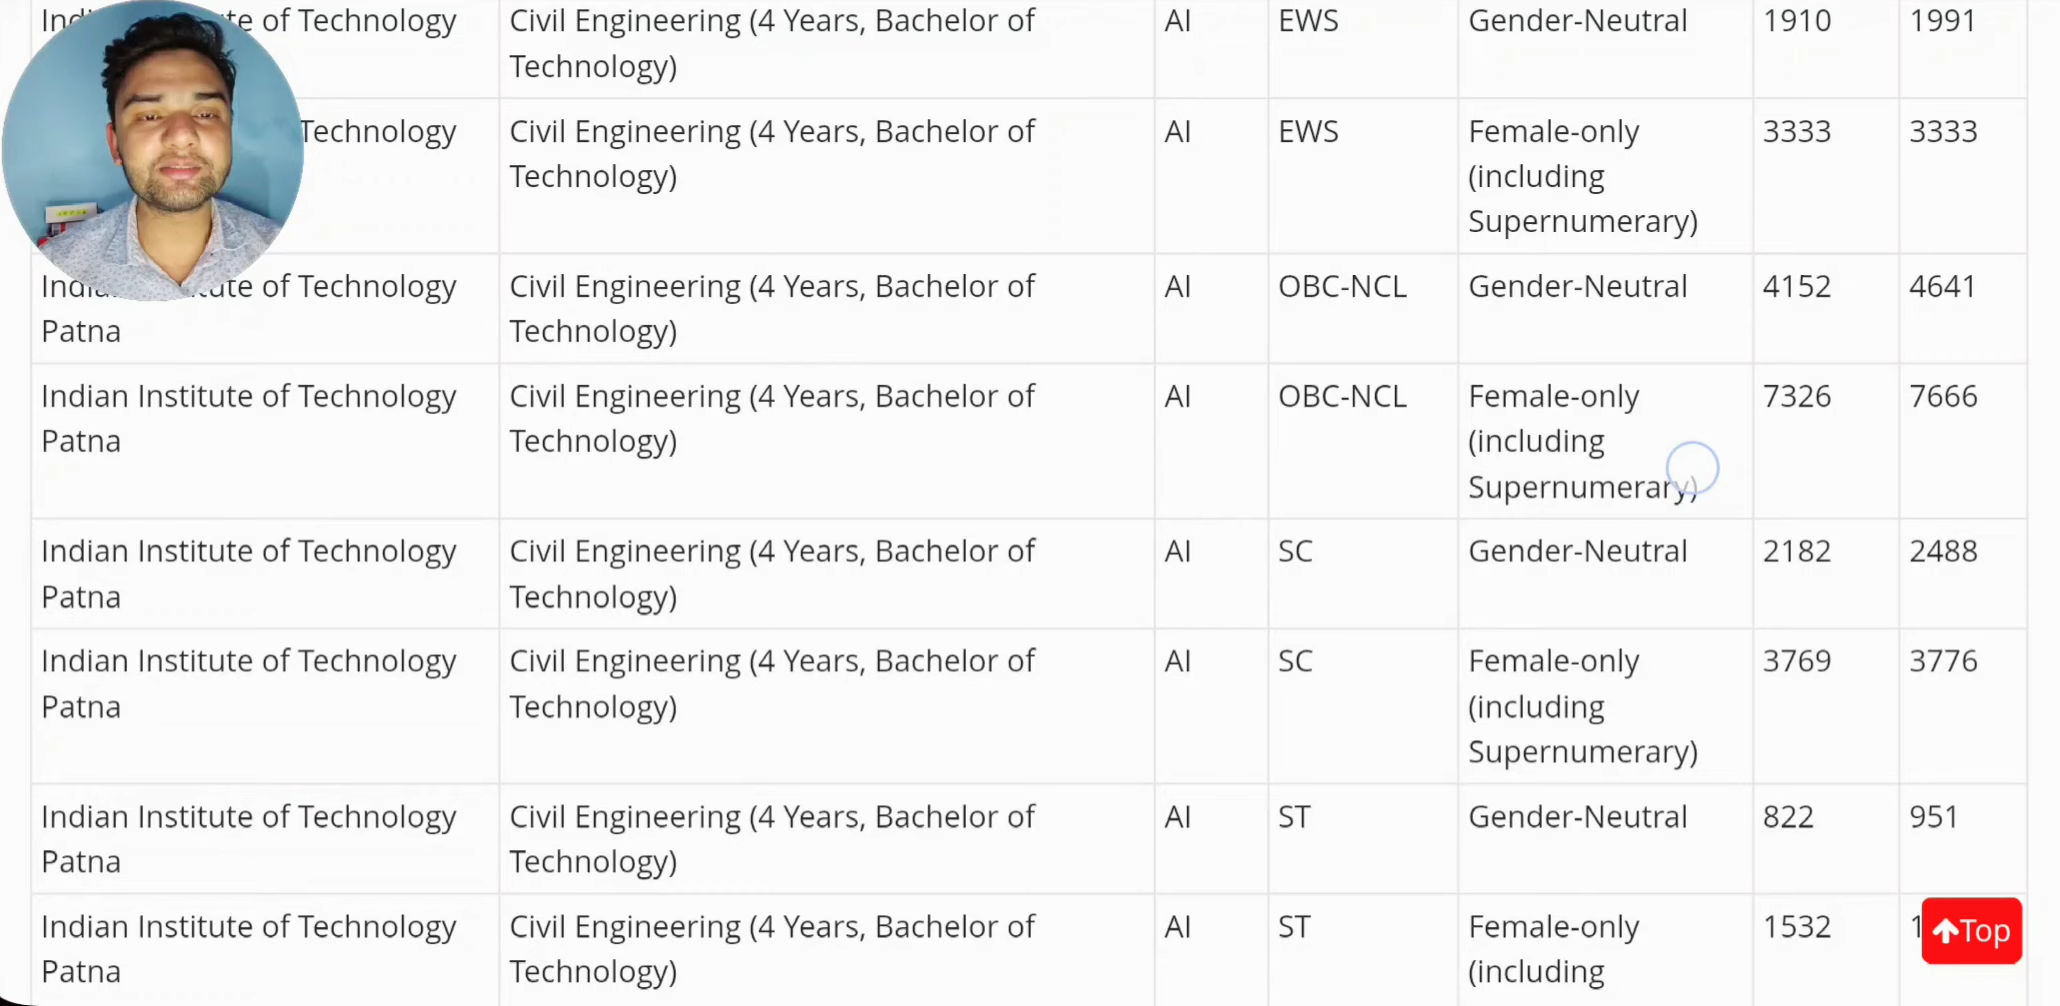 e of Technology Civil Engineering (4 Years, Bachelor of AI EWS Gender-Neutral 1910 1991
Technology)
Technology Civil Engineering (4 Years, Bachelor of AI EWS Female-only 3333 3333
Technology) (including
Supernumerary)
of Technology Civil Engineering (4 Years, Bachelor of AI OBC-NCL Gender-Neutral 4152 4641
Patna Technology)
Indian Institute of Technology Civil Engineering (4 Years, Bachelor of AI OBC-NCL Female-only 7326 7666
Patna Technology) (including
Supernumerary)
Indian Institute of Technology Civil Engineering (4 Years, Bachelor of AI SC Gender-Neutral 2182 2488
Patna Technology)
Indian Institute of Technology Civil Engineering (4 Years, Bachelor of AI SC Female-only 3769 3776
Patna Technology) (including
Supernumerary)
Indian Institute of Technology Civil Engineering (4 Years, Bachelor of AI ST Gender-Neutral 822 951
Patna Technology)
Indian Institute of Technology Civil Engineering (4 Years, Bachelor of AI ST Female-only 1532
Patna Technology) (including
Top